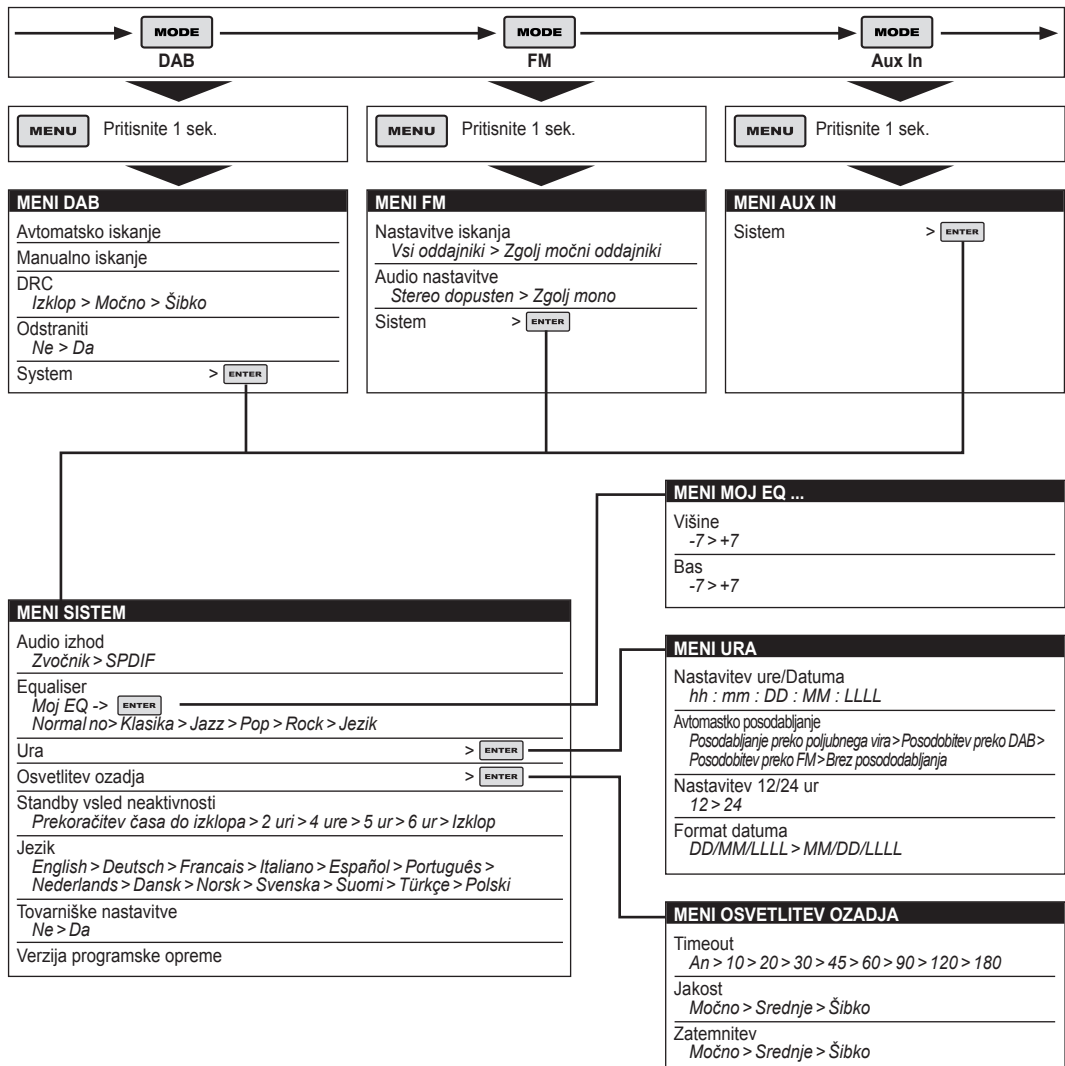 MODE
DAB
MODE
FM
MODE
Aux In
MENU Pritisnite 1 sek.
MENU Pritisnite 1 sek.
MENU Pritisnite 1 sek.
MENI DAB
Avtomatsko iskanje
Manualno iskanje
DRC
Izklop > Močno > Šibko
Odstraniti
Ne > Da
System > ENTER
MENI FM
Nastavitve iskanja
Vsi oddajniki > Zgolj močni oddajniki
Audio nastavitve
Stereo dopusten > Zgolj mono
Sistem > ENTER
MENI AUX IN
Sistem > ENTER
MENI MOJ EQ ...
Višine
-7 > +7
Bas
-7 > +7
MENI SISTEM
Audio izhod
Zvočnik > SPDIF
Equaliser
Moj EQ -> ENTER
Normal no> Klasika > Jazz > Pop > Rock > Jezik
Ura > ENTER
Osvetlitev ozadja > ENTER
Standby vsled neaktivnosti
Prekoračitev časa do izklopa > 2 uri > 4 ure > 5 ur > 6 ur > Izklop
Jezik
English > Deutsch > Francais > Italiano > Español > Português >
Nederlands > Dansk > Norsk > Svenska > Suomi > Türkçe > Polski
Tovarniške nastavitve
Ne > Da
Verzija programske opreme
MENI URA
Nastavitev ure/Datuma
hh : mm : DD : MM : LLLL
Avtomastko posodabljanje
Posodabljanje preko poljubnega vira > Posodobitev preko DAB >
Posodobitev preko FM > Brez posododabljanja
Nastavitev 12/24 ur
12 > 24
Format datuma
DD/MM/LLLL > MM/DD/LLLL
MENI OSVETLITEV OZADJA
Timeout
An > 10 > 20 > 30 > 45 > 60 > 90 > 120 > 180
Jakost
Močno > Srednje > Šibko
Zatemnitev
Močno > Srednje > Šibko